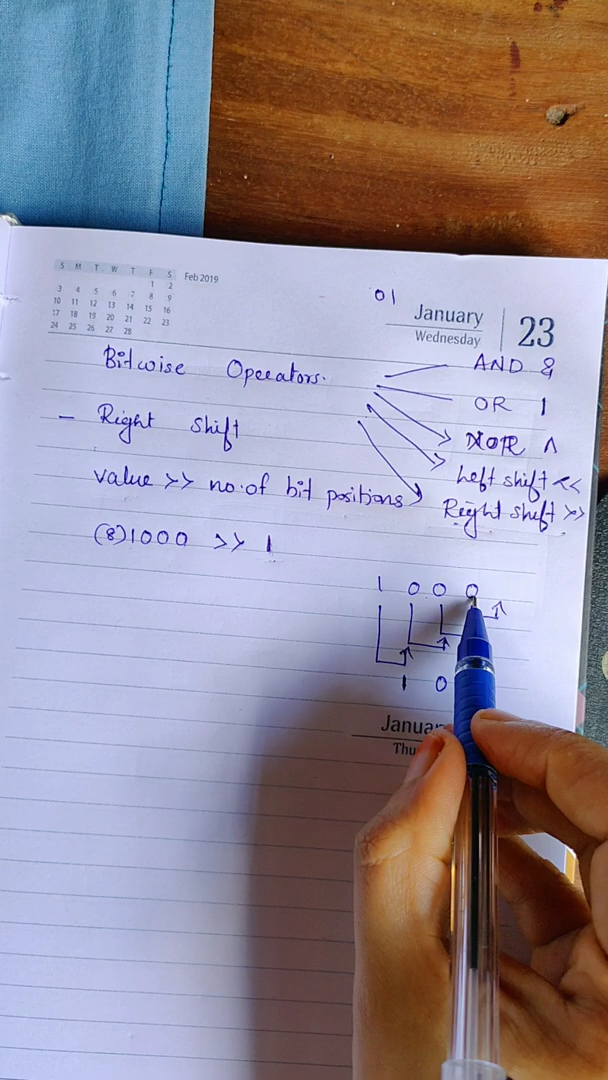 S M T W T F S Feb 2019
1 2
3 4 5 6 7 8 9
10 11 12 13 14 15 16
17 18 19 20 21 22 23
24 25 26 27 28
01
January 23
Wednesday
Bitwise Operators.
AND &
OR |
XOR ^
Left shift <<
Right shift >>
- Right shift
value >> no.of bit positions
(8)1000 >> 1
1 0 0 0
1 0